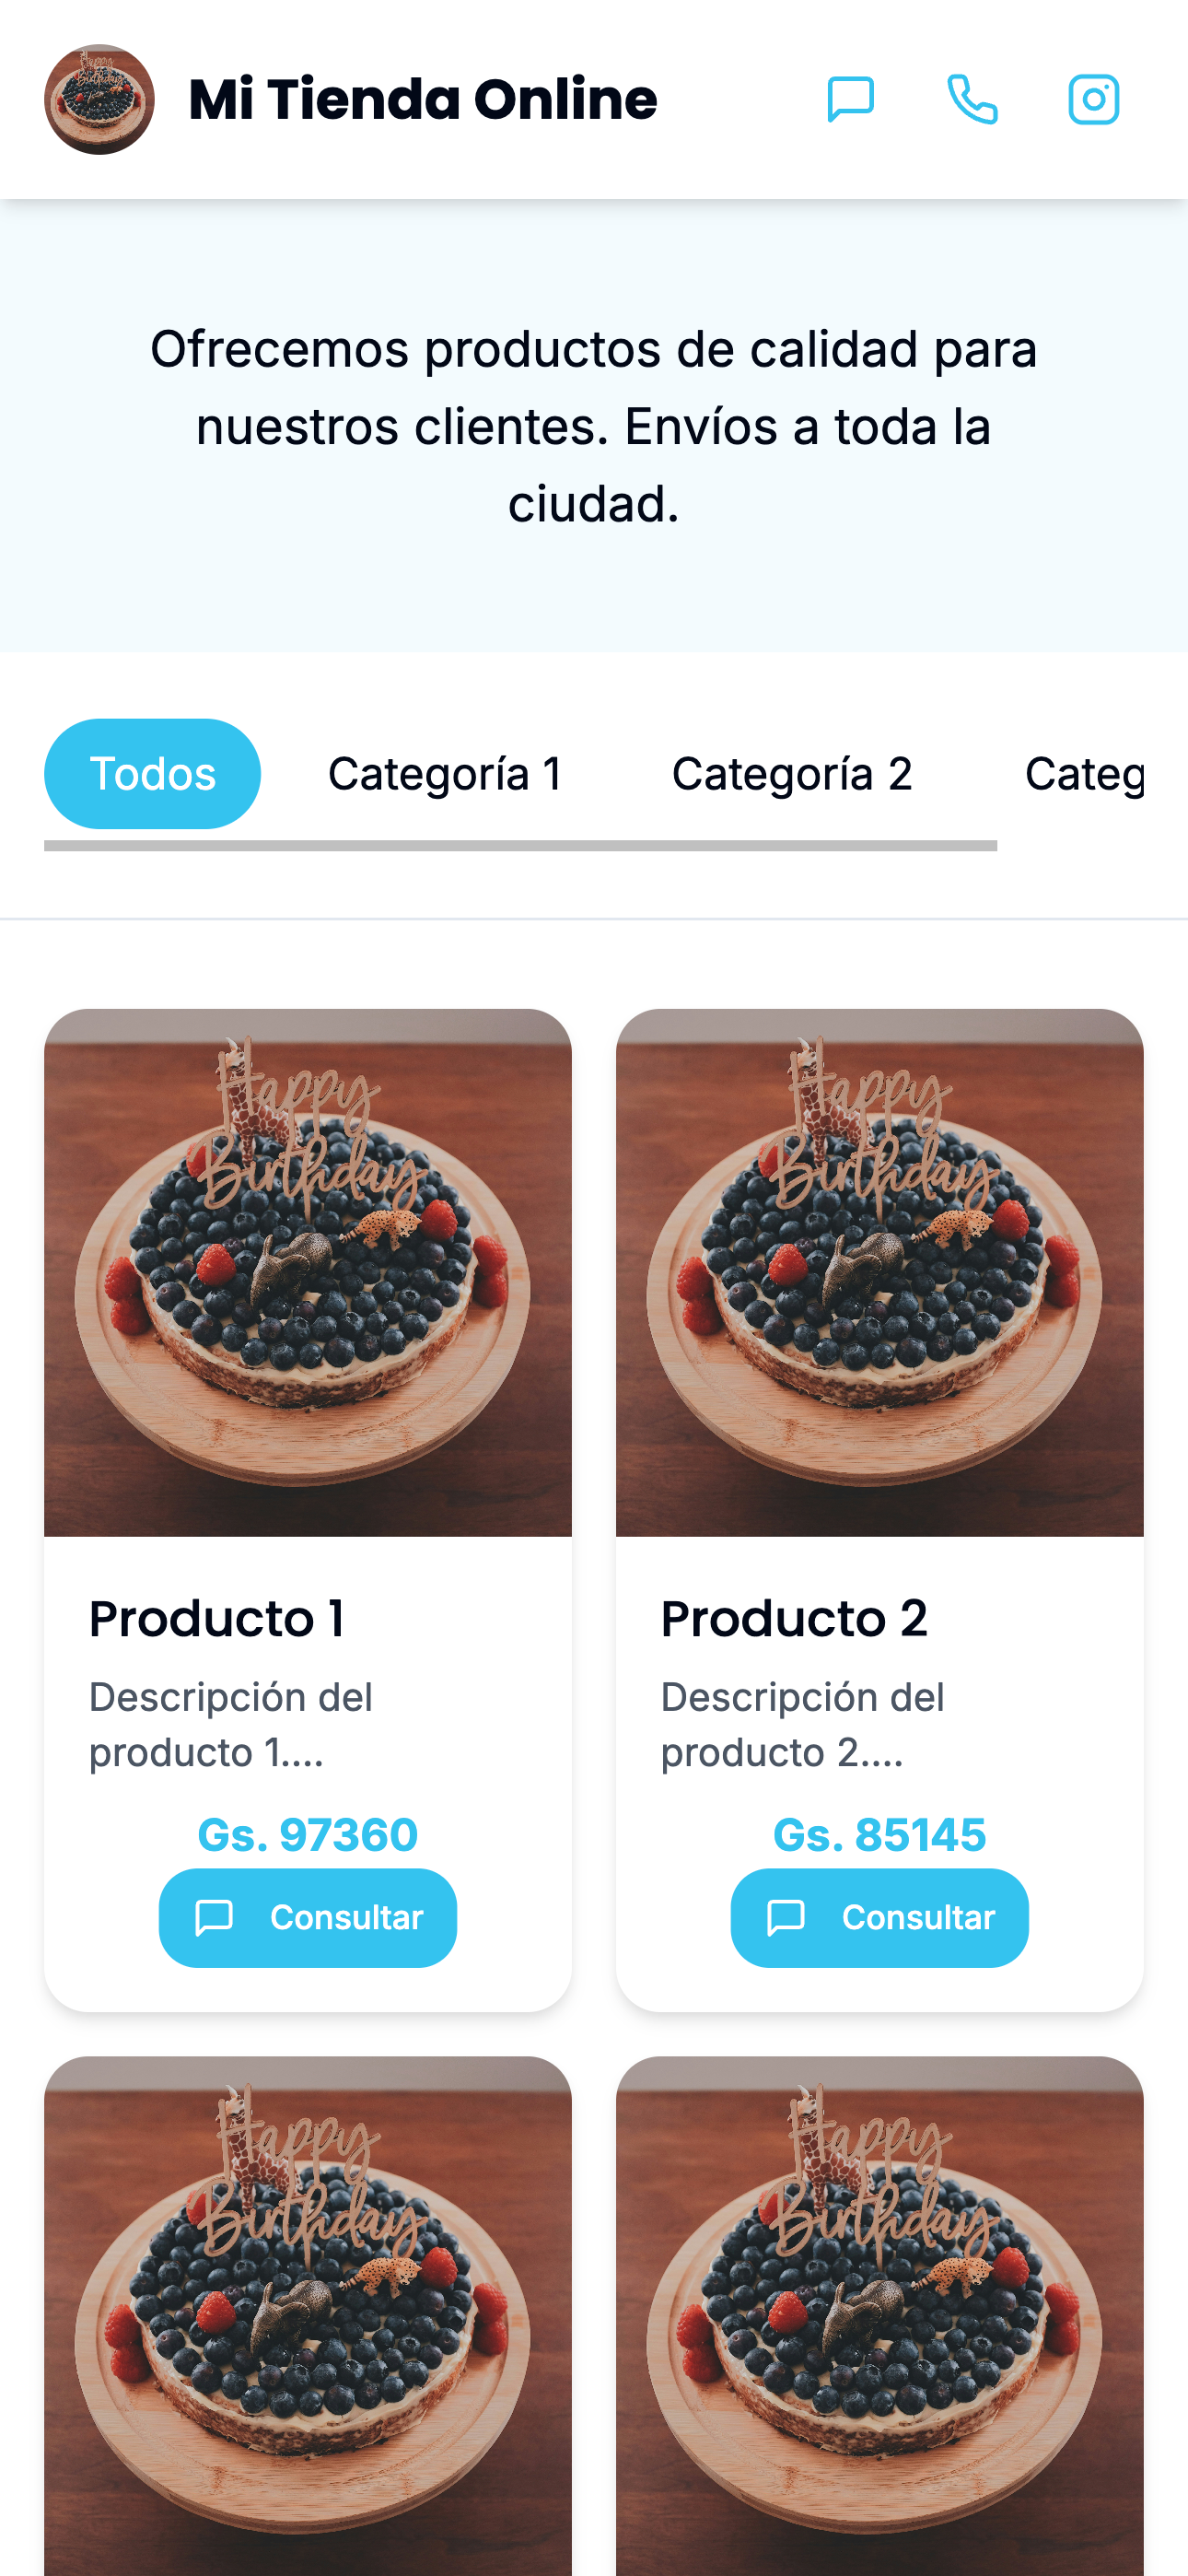 Mi Tienda Online
Ofrecemos productos de calidad para
nuestros clientes. Envíos a toda la
ciudad.
Todos
Categoría 1
Categoría 2
Categ
Happy
Birthday
Happy
Birthday
Producto 1
Descripción del
producto 1....
Gs. 97360
Consultar
Producto 2
Descripción del
producto 2....
Gs. 85145
Consultar
Happy
Birthday
Happy
Birthday